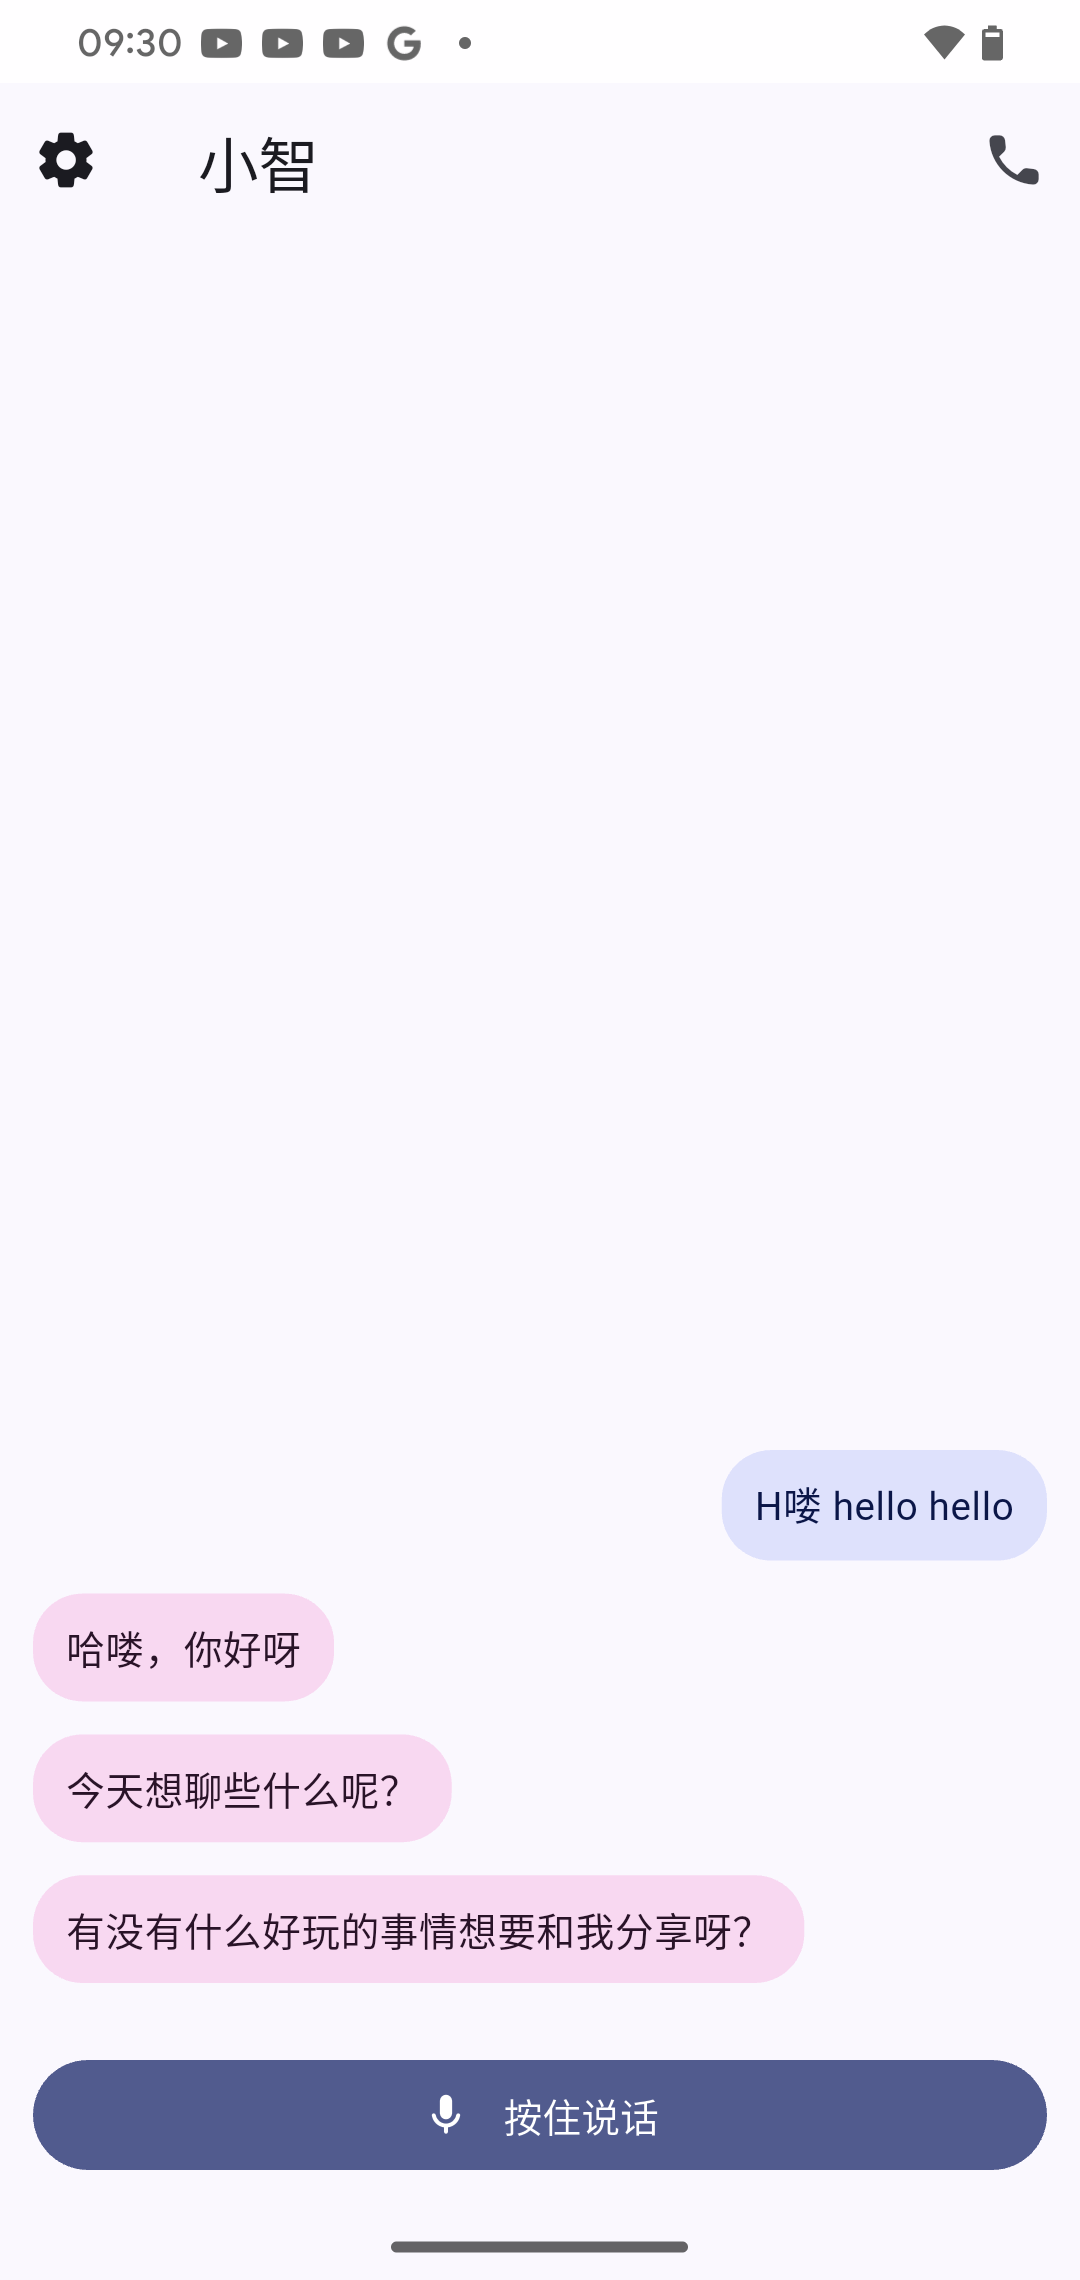 09:30
小智
H喽 hello hello
哈喽，你好呀
今天想聊些什么呢？
有没有什么好玩的事情想要和我分享呀？
按住说话